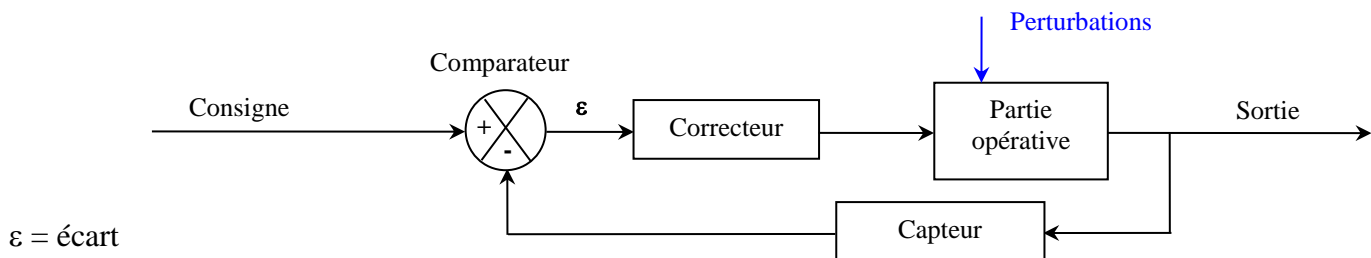 Perturbations
Comparateur
Consigne
ε
+
-
Correcteur
Partie
opérative
Sortie
Capteur
ε = écart